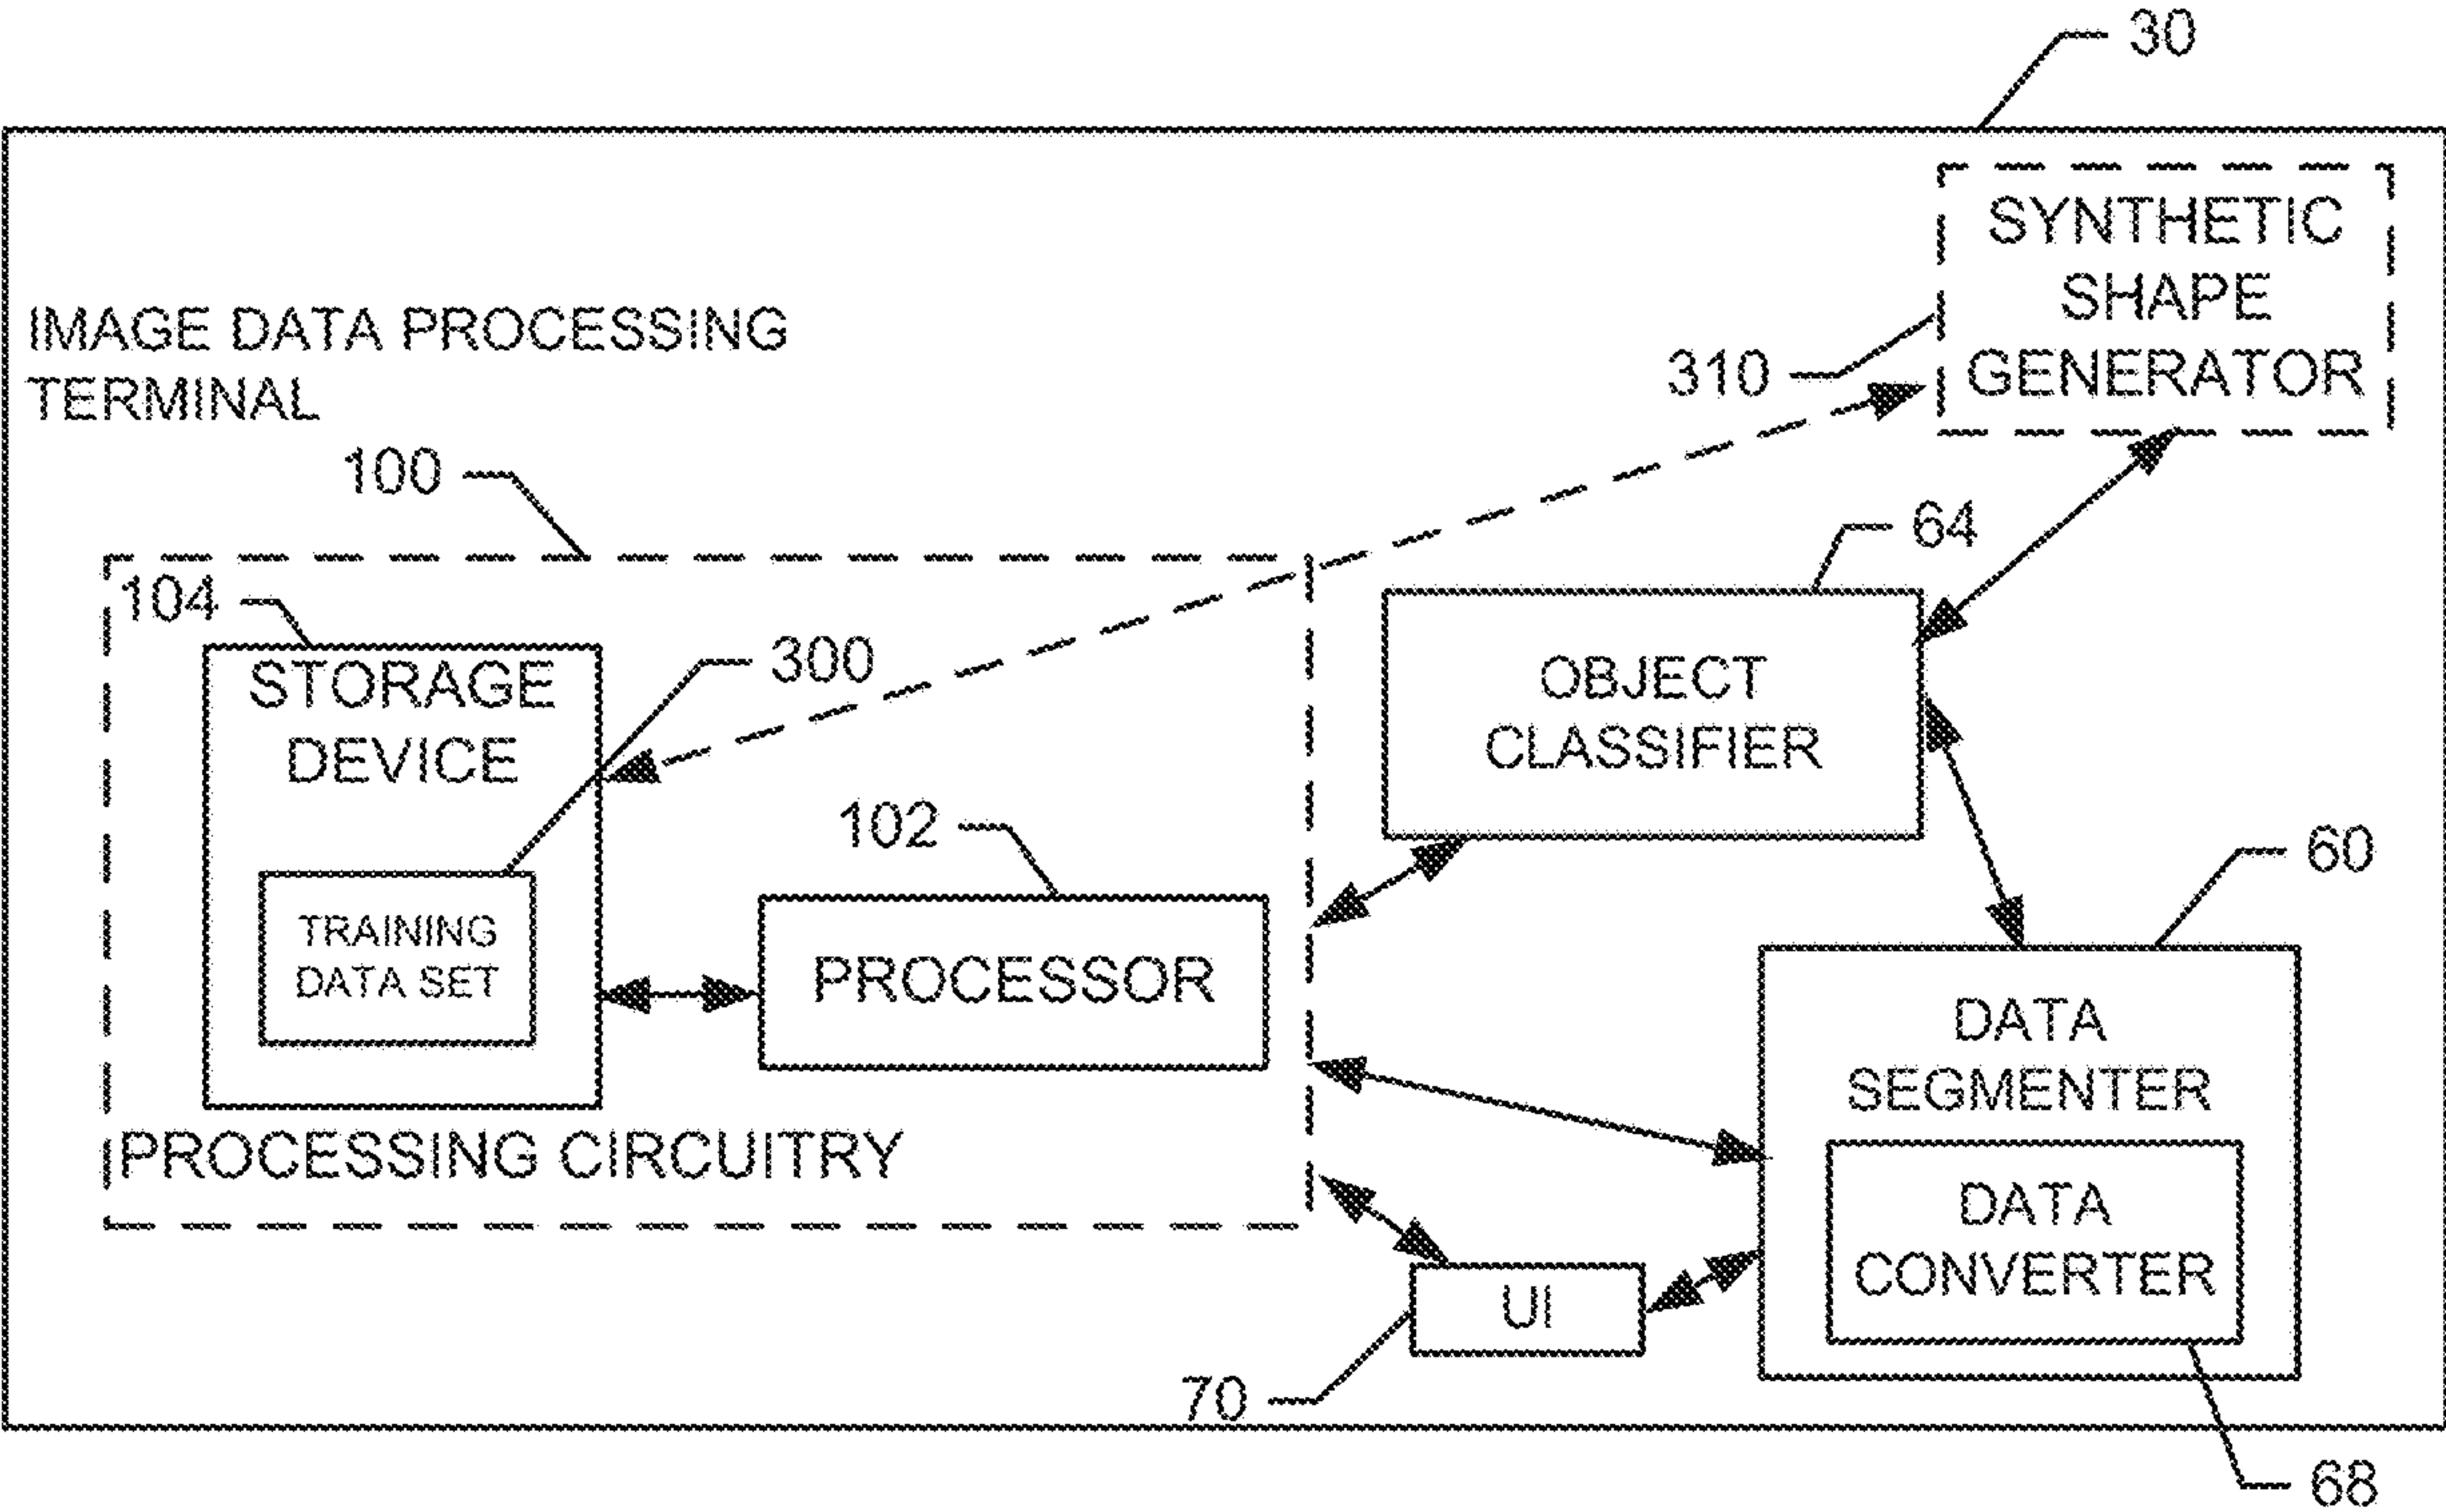 30
SYNTHETIC
SHAPE
GENERATOR
310
IMAGE DATA PROCESSING
TERMINAL
100
64
104
STORAGE
DEVICE
300
OBJECT
CLASSIFIER
102
60
TRAINING
DATA SET
PROCESSOR
DATA
SEGMENTER
PROCESSING CIRCUITRY
DATA
CONVERTER
UI
70
68